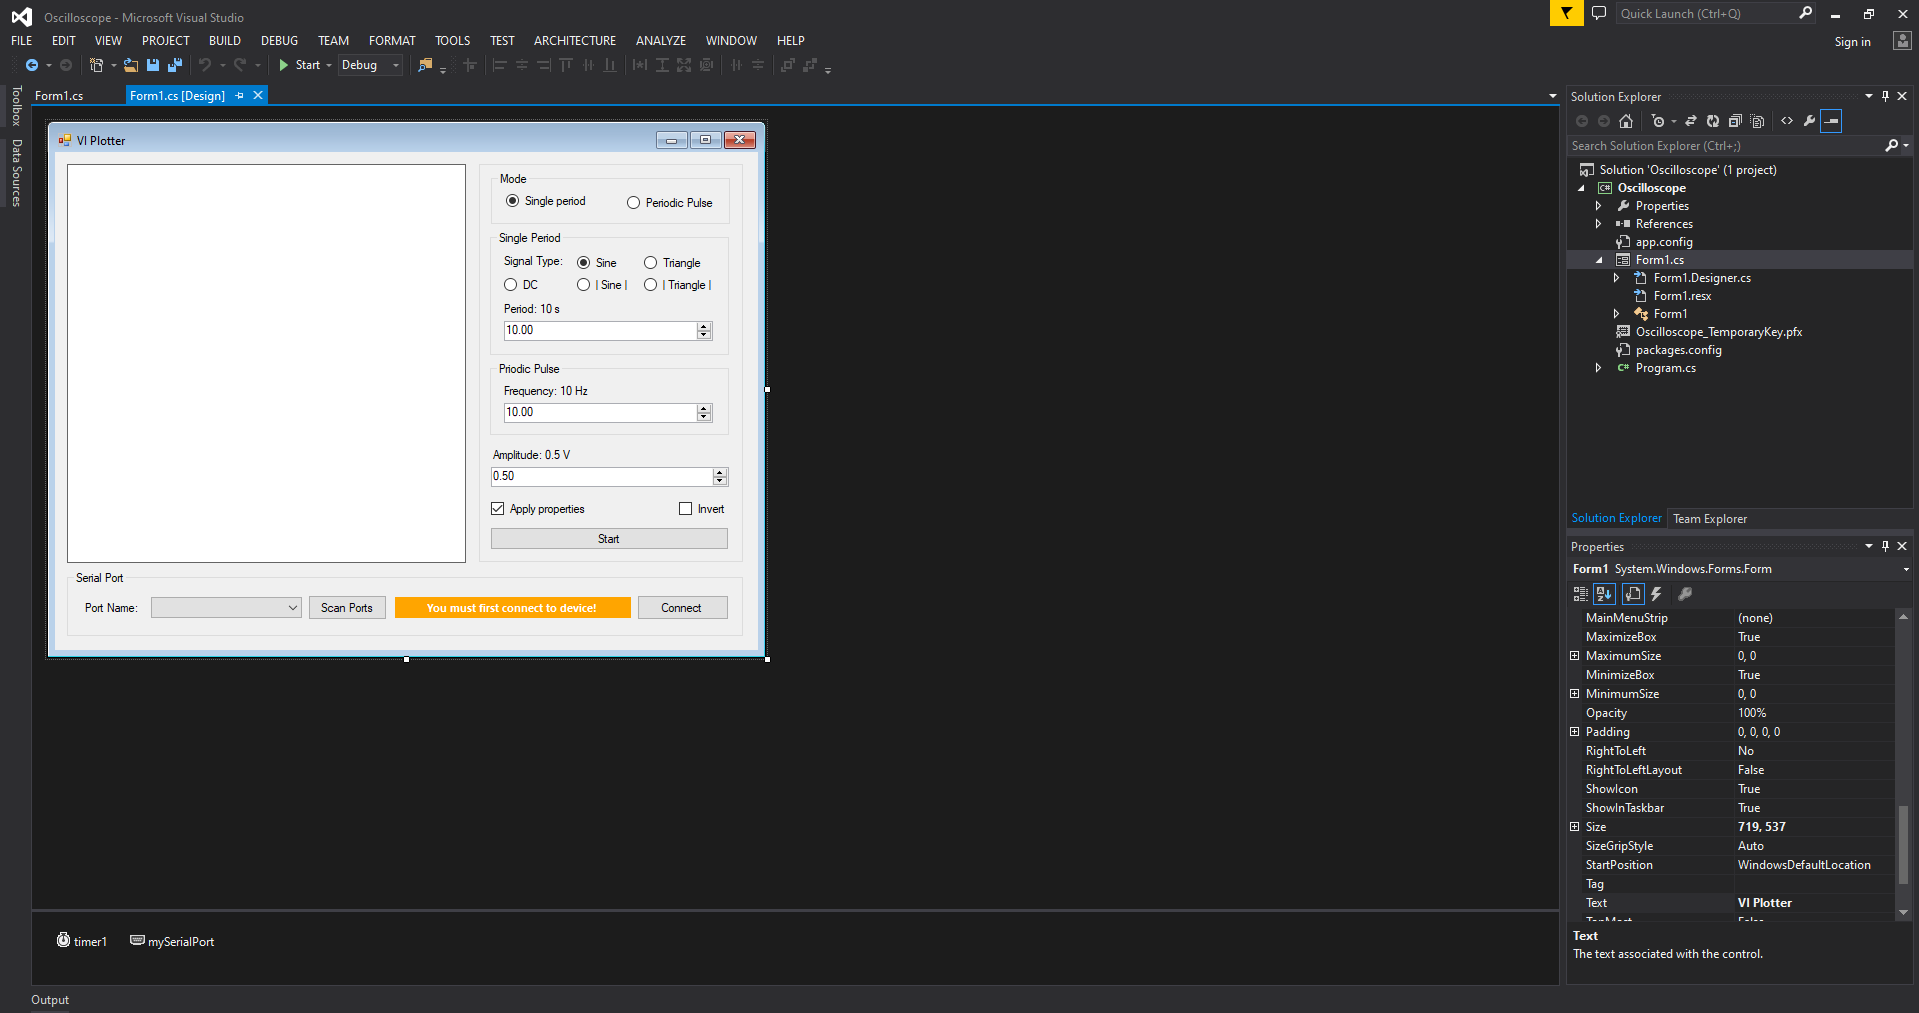 Oscilloscope - Microsoft Visual Studio
Quick Launch (Ctrl+Q)
FILE EDIT VIEW PROJECT BUILD DEBUG TEAM FORMAT TOOLS TEST ARCHITECTURE ANALYZE WINDOW HELP
Sign in
Start Debug
Toolbox
Data Sources
Form1.cs Form1.cs [Design]
VI Plotter
Mode
Single period Periodic Pulse
Single Period
Signal Type: Sine Triangle
DC | Sine | | Triangle |
Period: 10 s
10.00
Priodic Pulse
Frequency: 10 Hz
10.00
Amplitude: 0.5 V
0.50
Apply properties Invert
Start
Serial Port
Port Name: Scan Ports You must first connect to device! Connect
timer1 mySerialPort
Output
Solution Explorer
Search Solution Explorer (Ctrl+;)
Solution 'Oscilloscope' (1 project)
C# Oscilloscope
Properties
References
app.config
Form1.cs
Form1.Designer.cs
Form1.resx
Form1
Oscilloscope_TemporaryKey.pfx
packages.config
C# Program.cs
Solution Explorer Team Explorer
Properties
Form1 System.Windows.Forms.Form
MainMenuStrip (none)
MaximizeBox True
MaximumSize 0, 0
MinimizeBox True
MinimumSize 0, 0
Opacity 100%
Padding 0, 0, 0, 0
RightToLeft No
RightToLeftLayout False
ShowIcon True
ShowInTaskbar True
Size 719, 537
SizeGripStyle Auto
StartPosition WindowsDefaultLocation
Tag
Text VI Plotter
TopMost False
Text
The text associated with the control.